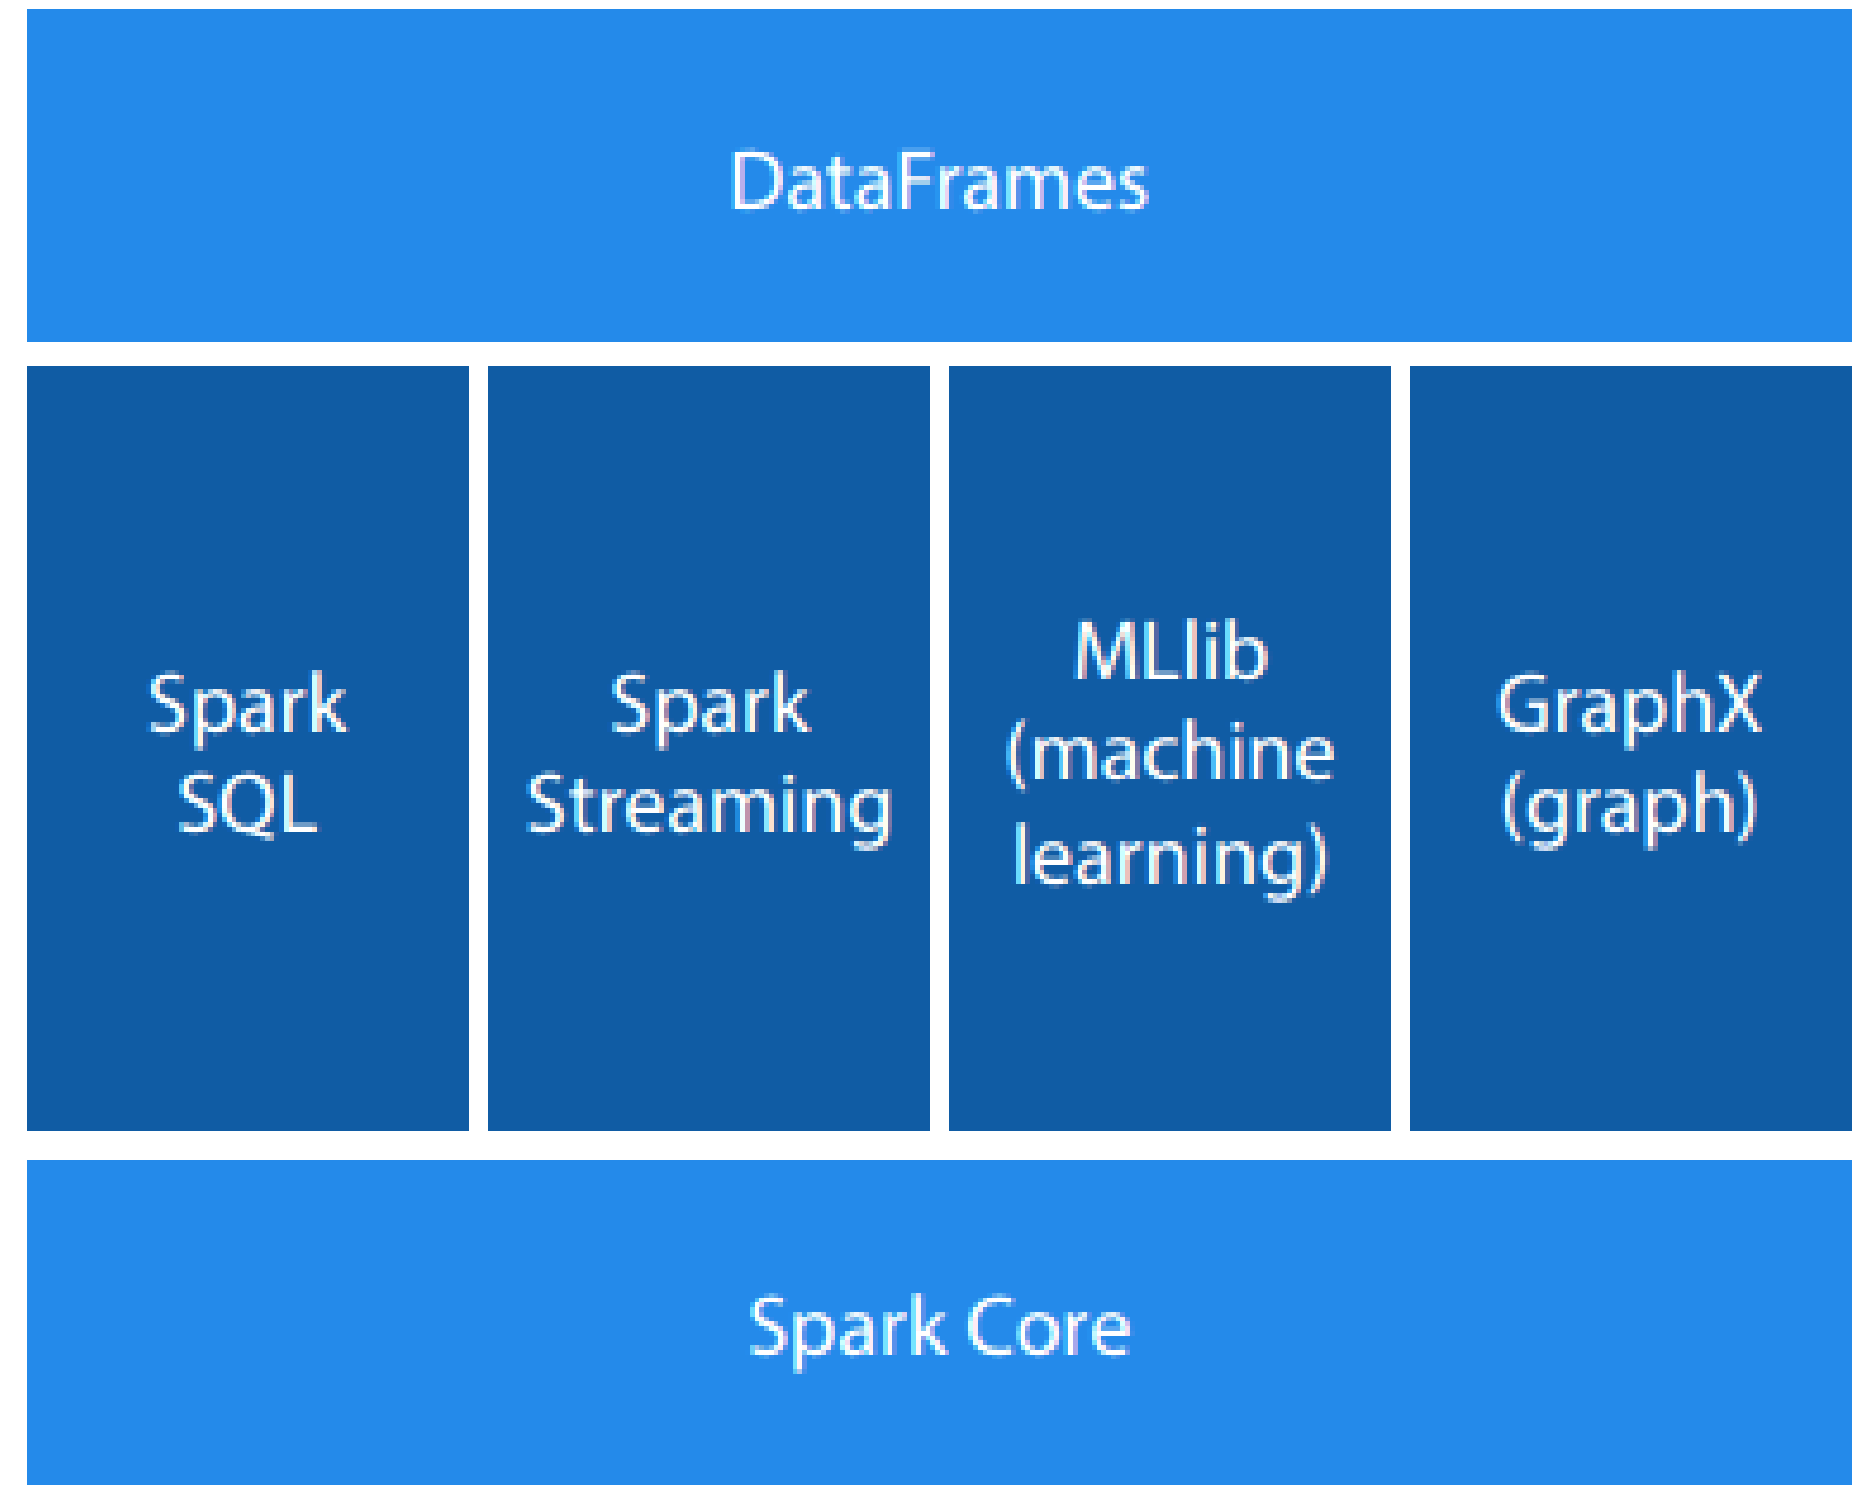 DataFrames
Spark
SQL
Spark
Streaming
MLlib
(machine
learning)
GraphX
(graph)
Spark Core